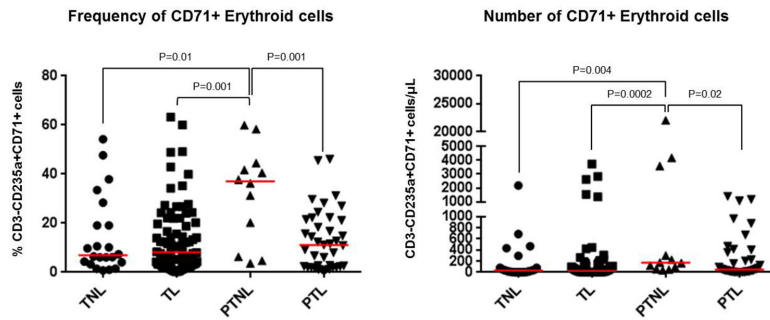 Frequency of CD71+ Erythroid cells
% CD3-CD235a+CD71+ cells
80
60
40
20
0
P=0.01
P=0.001
P=0.001
TNL
TL
PTNL
PTL
Number of CD71+ Erythroid cells
CD3-CD235a+CD71+ cells/μL
30000
25000
20000
5000
4000
3000
2000
1000
1000
800
600
400
200
0
P=0.004
P=0.0002
P=0.02
TNL
TL
PTNL
PTL